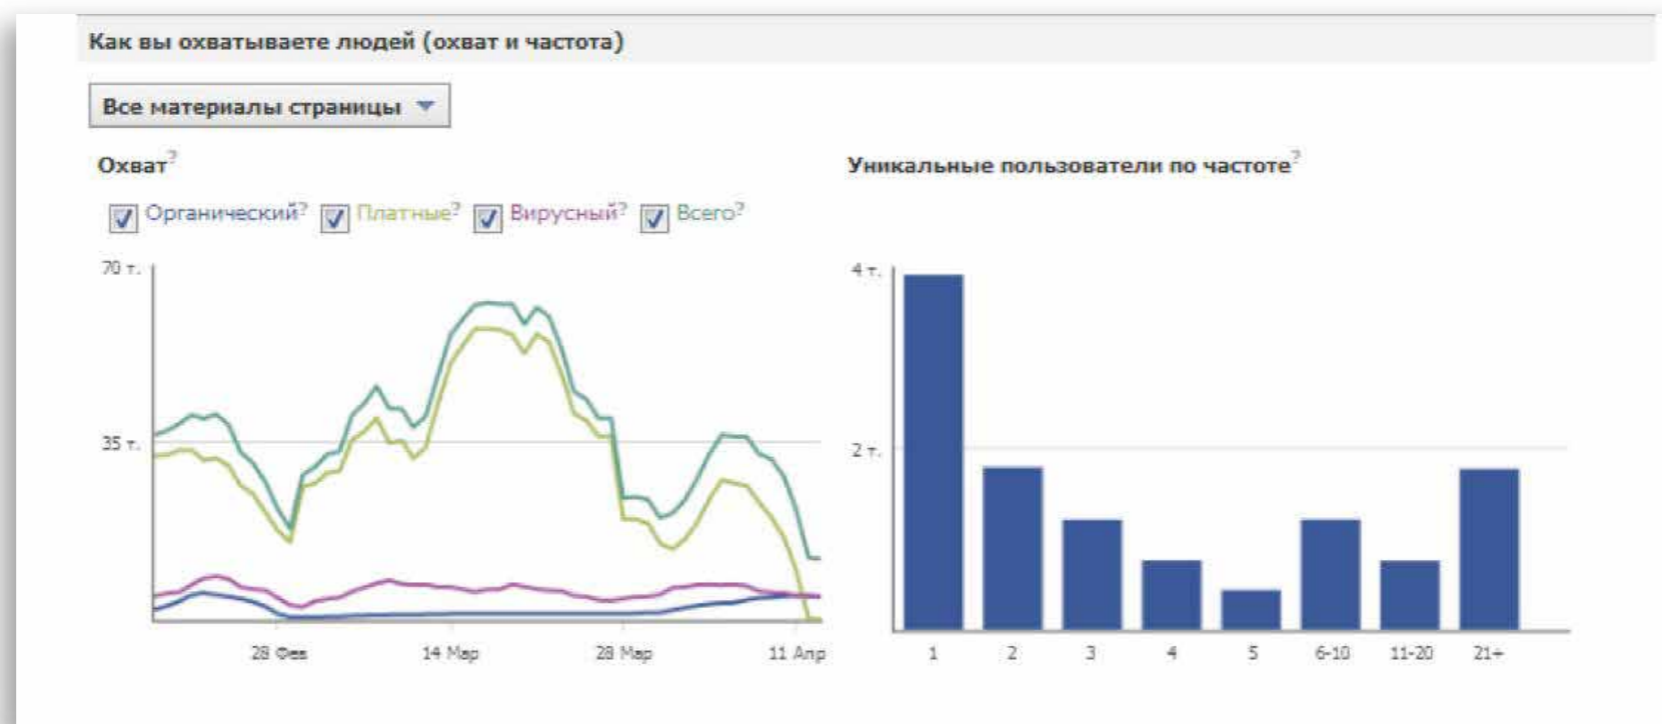 Как вы охватываете людей (охват и частота)
Все материалы страницы
Охват?
Органический? Платные? Вирусный? Всего?
70 т.
35 т.
28 Фев 14 Мар 28 Мар 11 Апр
Уникальные пользователи по частоте?
4 т.
2 т.
1 2 3 4 5 6-10 11-20 21+